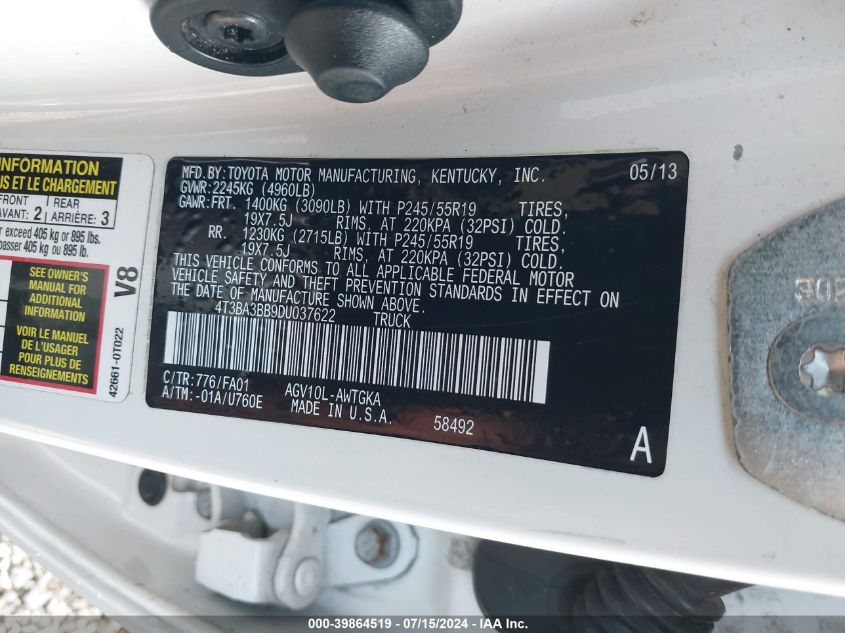 INFORMATION
US ET LE CHARGEMENT
FRONT
AVANT: 2
REAR
ARRIÈRE: 3
r exceed 405 kg or 895 lbs.
passer 405 kg ou 895 lb.
SEE OWNER'S
MANUAL FOR
ADDITIONAL
INFORMATION
VOIR LE MANUEL
DE L'USAGER
POUR PLUS DE
RENSEIGNEMENTS
V8
42661-0T022
MFD.BY:TOYOTA MOTOR MANUFACTURING, KENTUCKY, INC. 05/13
GVWR:2245KG (4960LB)
GAWR:FRT. 1400KG (3090LB) WITH P245/55R19 TIRES,
19X7.5J RIMS, AT 220KPA (32PSI) COLD.
RR. 1230KG (2715LB) WITH P245/55R19 TIRES,
19X7.5J RIMS, AT 220KPA (32PSI) COLD.
THIS VEHICLE CONFORMS TO ALL APPLICABLE FEDERAL MOTOR
VEHICLE SAFETY AND THEFT PREVENTION STANDARDS IN EFFECT ON
THE DATE OF MANUFACTURE SHOWN ABOVE.
4T3BA3BB9DU037622 TRUCK
C/TR:776/FA01 AGV10L-AWTGKA
A/TM:-01A/U760E MADE IN U.S.A.
58492
A
000-39864519 - 07/15/2024 - IAAI.com